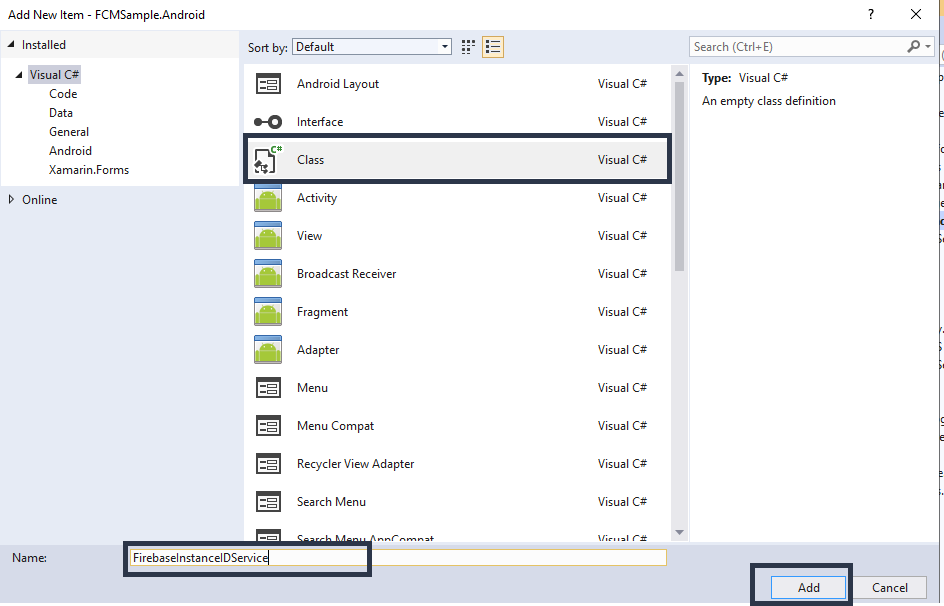 Add New Item - FCMSample.Android
?
Installed
Sort by: Default
Search (Ctrl+E)
Visual C#
Code
Data
General
Android
Xamarin.Forms
Online
Android Layout Visual C#
Interface Visual C#
C# Class Visual C#
Activity Visual C#
View Visual C#
Broadcast Receiver Visual C#
Fragment Visual C#
Adapter Visual C#
Menu Visual C#
Menu Compat Visual C#
Recycler View Adapter Visual C#
Search Menu Visual C#
Search Menu AppCompat Visual C#
Type: Visual C#
An empty class definition
Name: FirebaseInstanceIDService
Add Cancel